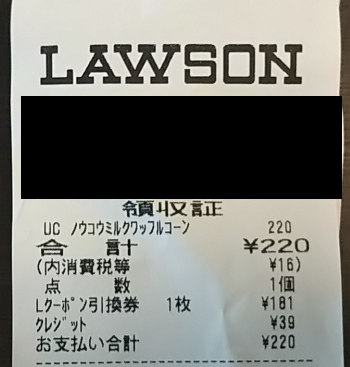 LAWSON
領収証
UC ノウコウミルクワッフルコーン 220
合計 ¥220
(内消費税等 ¥16)
点数 1個
Lクーポン引換券 1枚 ¥181
クレジット ¥39
お支払い合計 ¥220